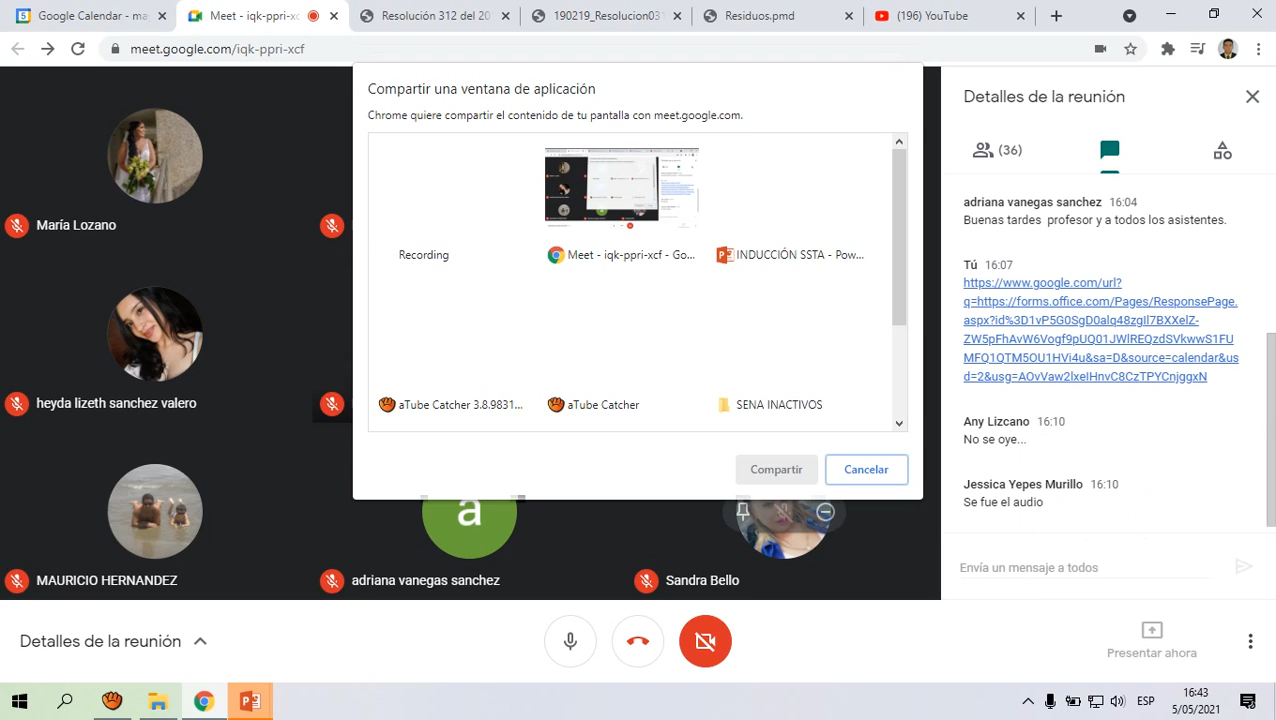 5
Google Calendar - ma
Meet - iqk-ppri-xc
Resolución 315 del 20
190219_Resolucion031
Residuos.pmd
(196) YouTube
meet.google.com/iqk-ppri-xcf
Compartir una ventana de aplicación
Chrome quiere compartir el contenido de tu pantalla con meet.google.com.
Recording
Meet - iqk-ppri-xcf - Go...
INDUCCIÓN SSTA - Pow...
aTube Catcher 3.8.9831...
aTube Catcher
SENA INACTIVOS
Compartir
Cancelar
María Lozano
heyda lizeth sanchez valero
MAURICIO HERNANDEZ
a
adriana vanegas sanchez
Sandra Bello
Detalles de la reunión
(36)
adriana vanegas sanchez 16:04
Buenas tardes profesor y a todos los asistentes.
Tú 16:07
https://www.google.com/url?
q=https://forms.office.com/Pages/ResponsePage.
aspx?id%3D1vP5G0SgD0alq48zgIl7BXXelZ-
ZW5pFhAvW6Vogf9pUQ01JWlREQzdSVkwwS1FU
MFQ1QTM5OU1HVi4u&sa=D&source=calendar&us
d=2&usg=AOvVaw2lxeIHnvC8CzTPYCnjggxN
Any Lizcano 16:10
No se oye...
Jessica Yepes Murillo 16:10
Se fue el audio
Envía un mensaje a todos
Detalles de la reunión
Presentar ahora
ESP
16:43
5/05/2021